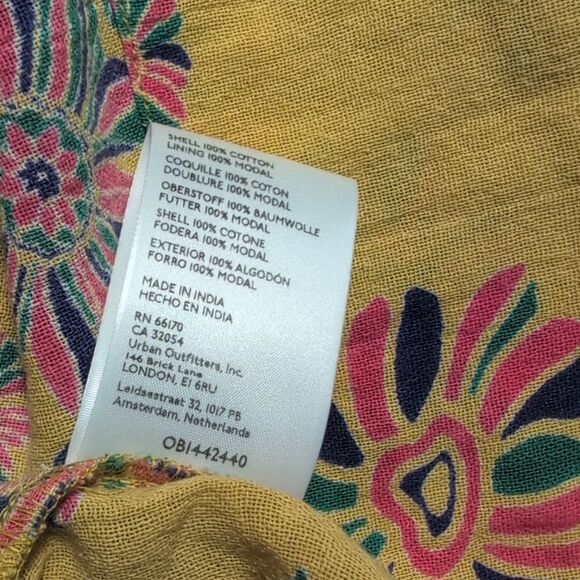 SHELL 100% COTTON
LINING 100% MODAL
COQUILLE 100% COTON
DOUBLURE 100% MODAL
OBERSTOFF 100% BAUMWOLLE
FUTTER 100% MODAL
SHELL 100% COTONE
FODERA 100% MODAL
EXTERIOR 100% ALGODÓN
FORRO 100% MODAL
MADE IN INDIA
HECHO EN INDIA
RN 66170
CA 32054
Urban Outfitters, Inc.
146 Brick Lane
LONDON, E1 6RU
Leidsestraat 32, 1017 PB
Amsterdam, Netherlands
OB1442440